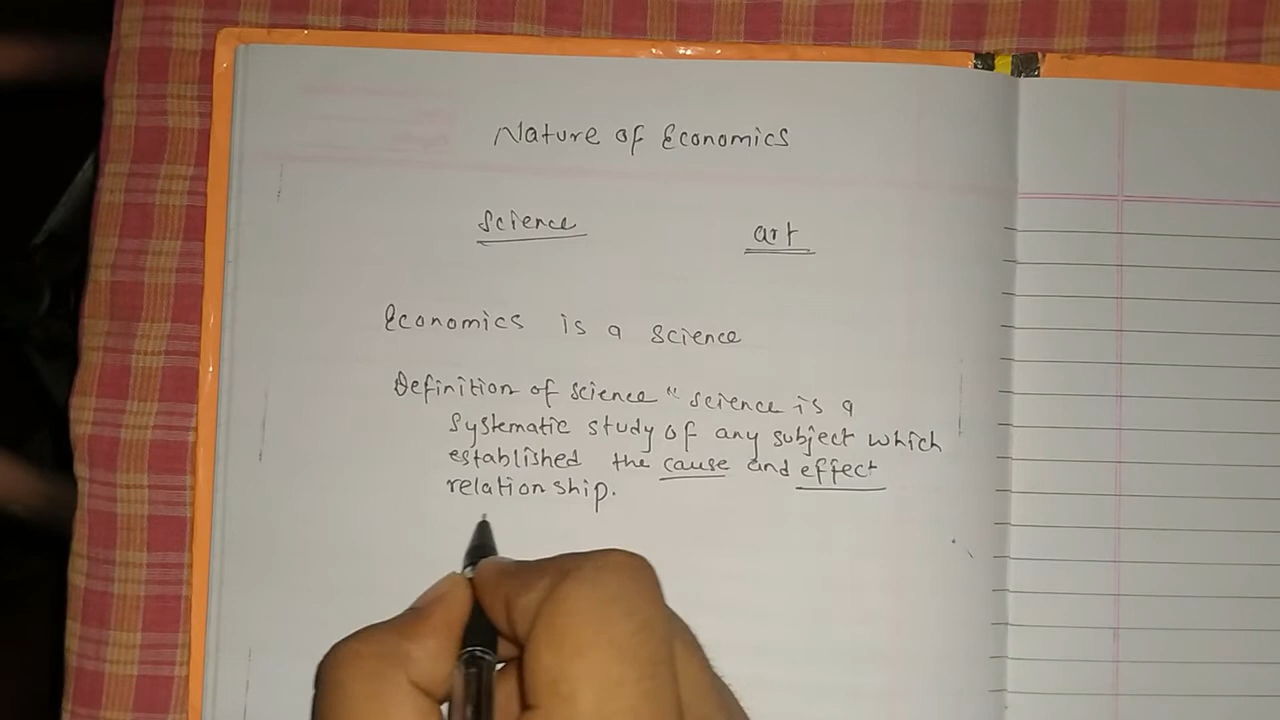 Nature of Economics
Science art
Economics is a science
Definition of science " science is a
systematic study of any subject which
established the cause and effect
relationship.